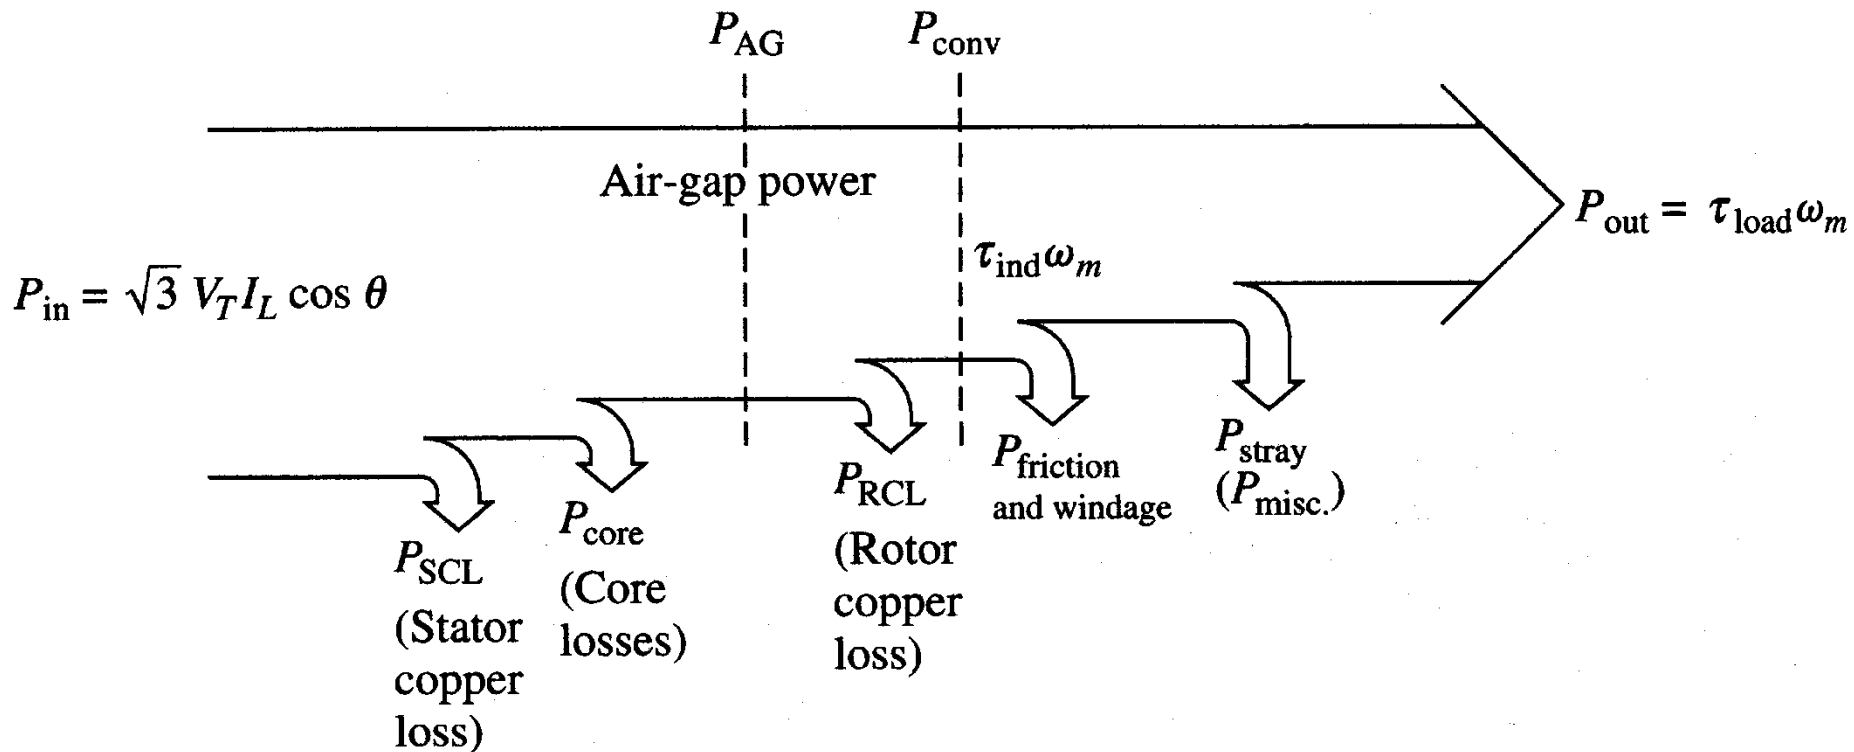 P_AG
P_conv
Air-gap power
P_out = τ_load ω_m
τ_ind ω_m
P_in = √3 V_T I_L cos θ
P_SCL
(Stator
copper
loss)
P_core
(Core
losses)
P_RCL
(Rotor
copper
loss)
P_friction
and windage
P_stray
(P_misc.)